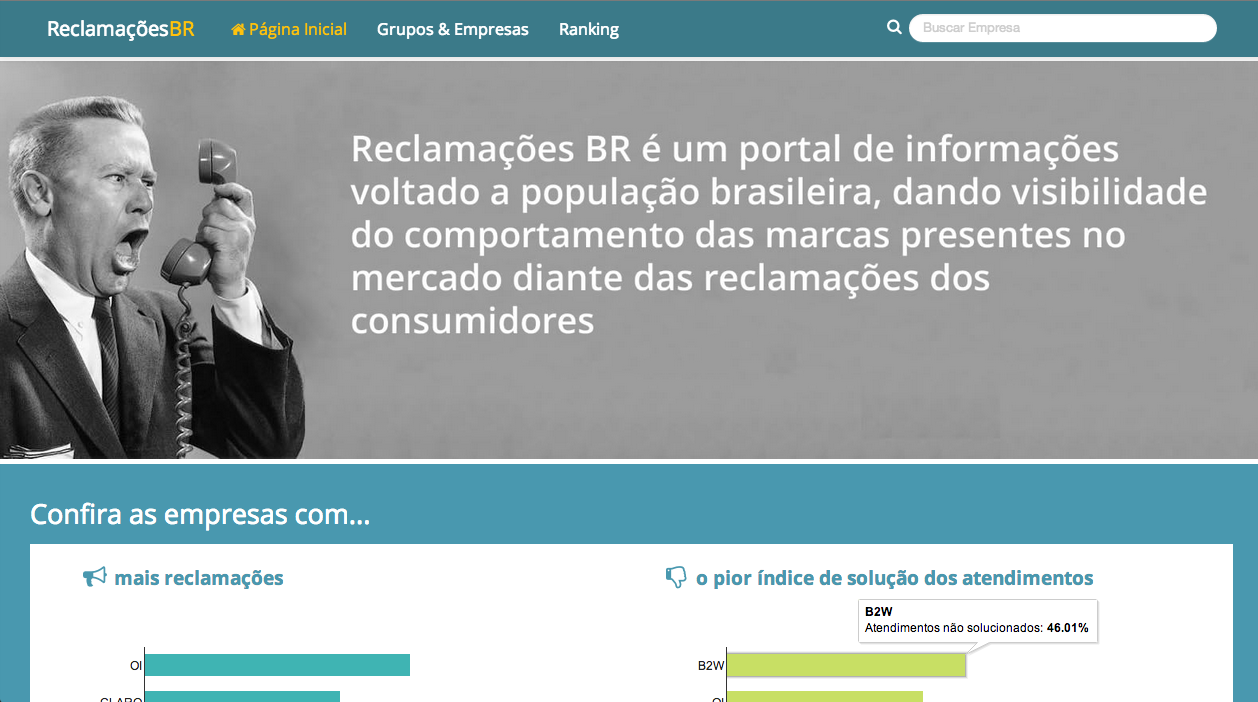 ReclamaçõesBR
Página Inicial
Grupos & Empresas
Ranking
Buscar Empresa
Reclamações BR é um portal de informações
voltado a população brasileira, dando visibilidade
do comportamento das marcas presentes no
mercado diante das reclamações dos
consumidores
Confira as empresas com...
mais reclamações
OI
CLARO
o pior índice de solução dos atendimentos
B2W
Atendimentos não solucionados: 46.01%
B2W
OI